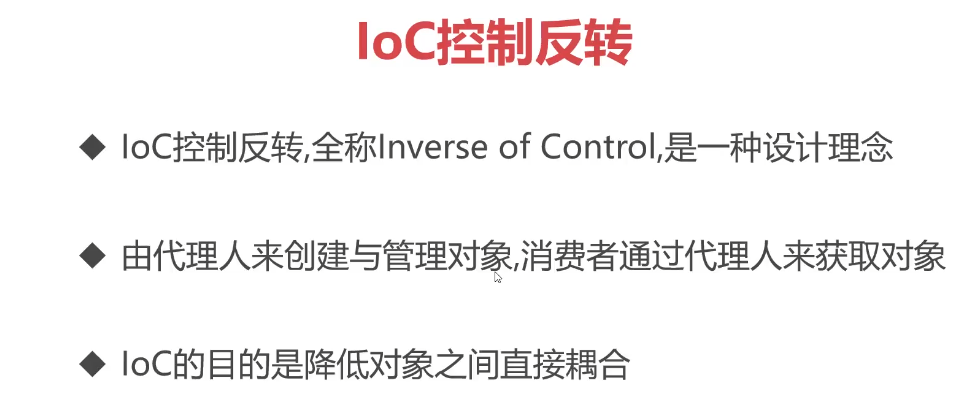 IoC控制反转
◆ IoC控制反转,全称Inverse of Control,是一种设计理念
◆ 由代理人来创建与管理对象,消费者通过代理人来获取对象
◆ IoC的目的是降低对象之间直接耦合